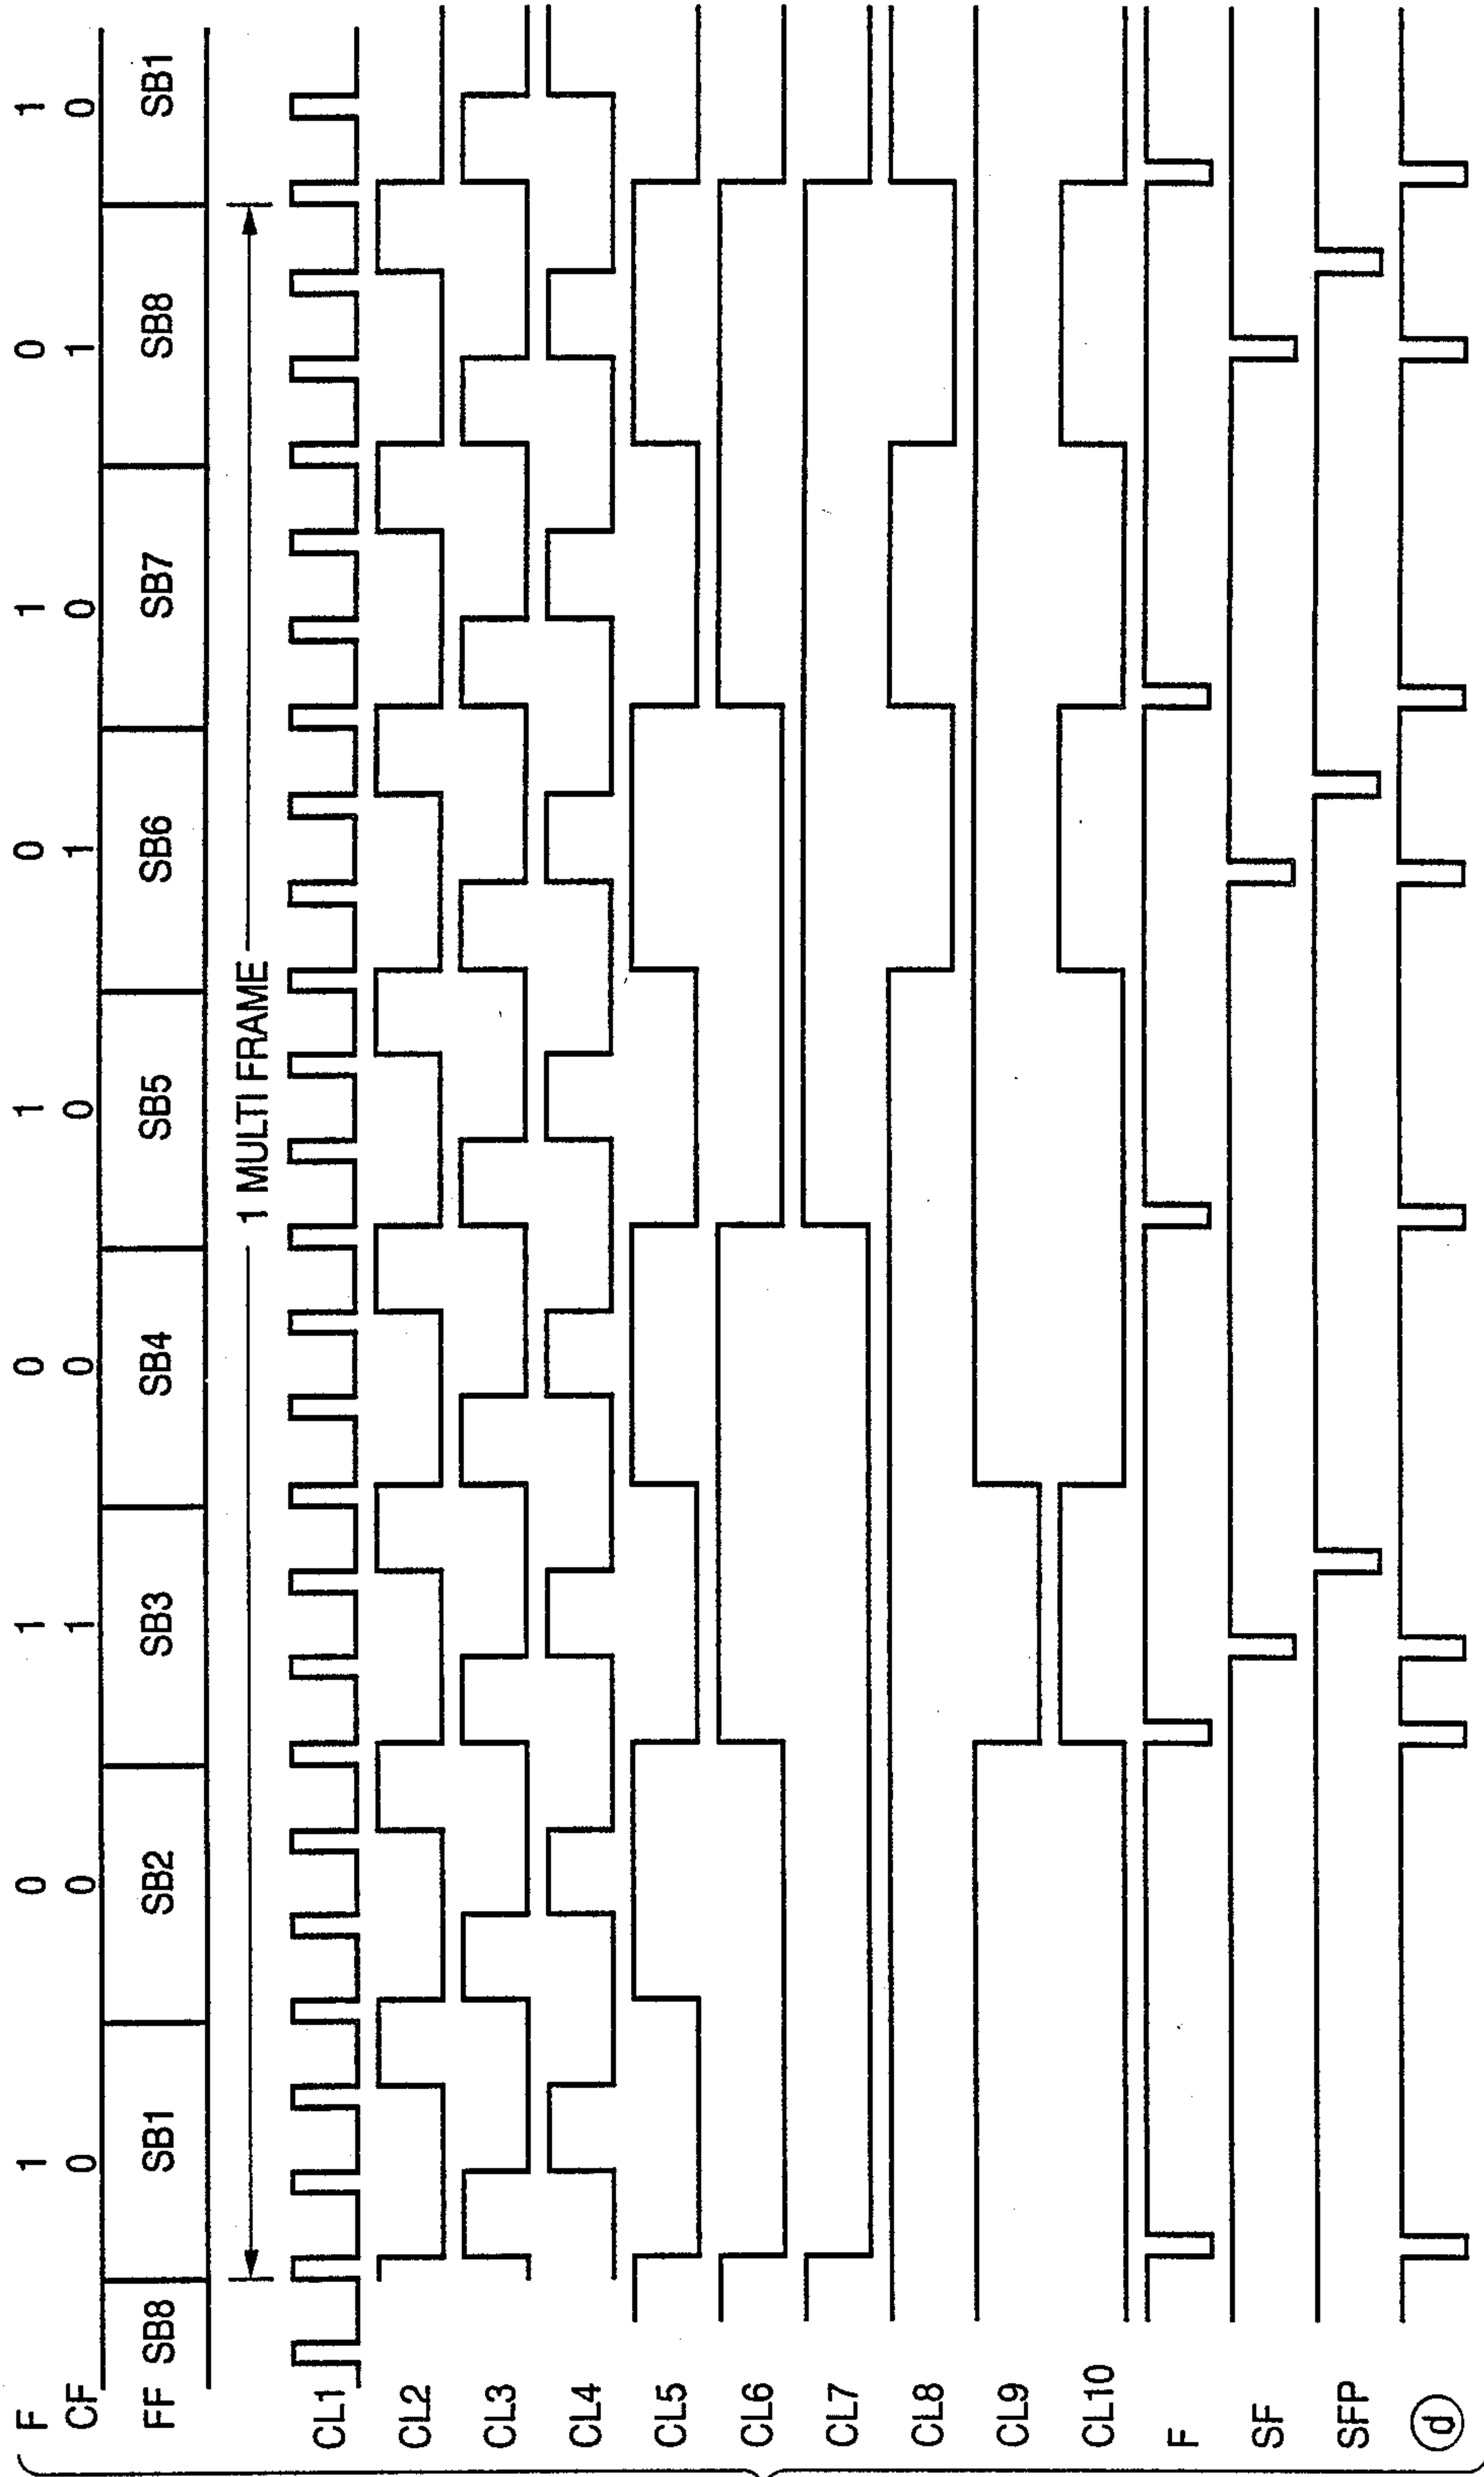 F 1 0 1 0 1 0 1 0 1
CF 0 0 1 0 0 1 0 1 0
FF SB8 SB1 SB2 SB3 SB4 SB5 SB6 SB7 SB8 SB1
1 MULTI FRAME
CL1
CL2
CL3
CL4
CL5
CL6
CL7
CL8
CL9
CL10
F
SF
SFP
d